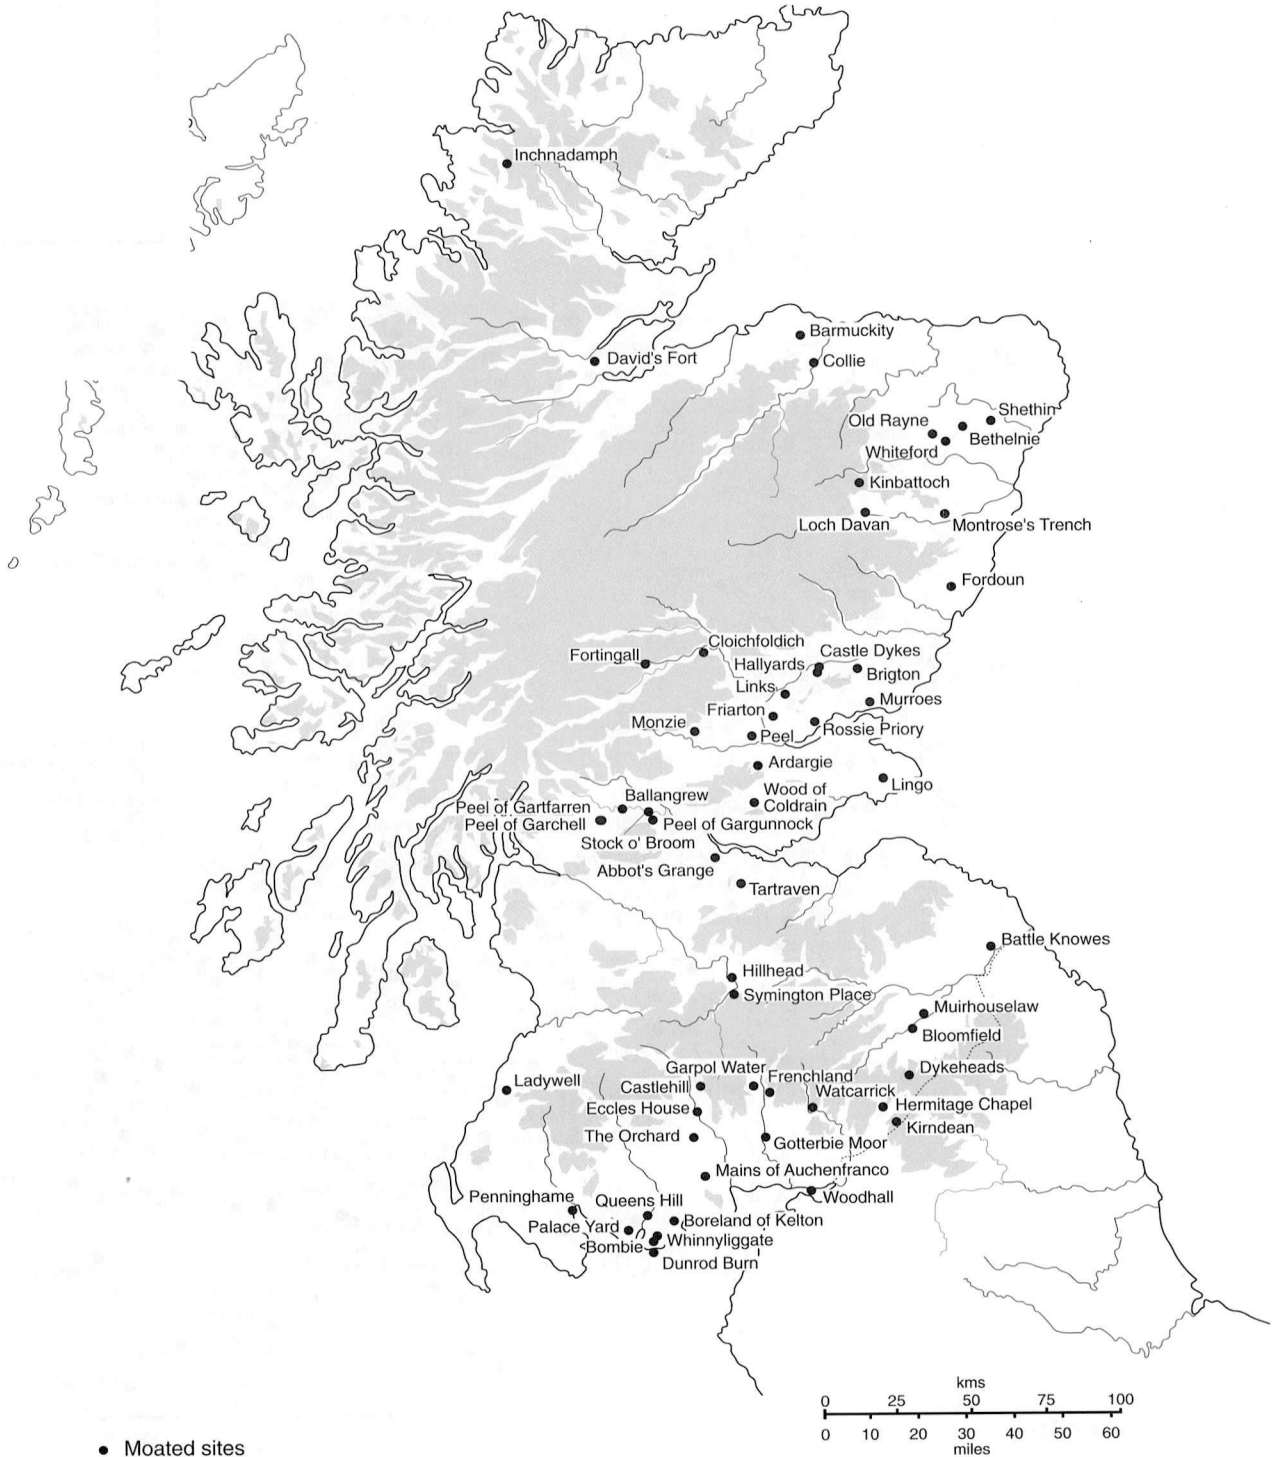 Inchnadamph
Barmuckity
David's Fort
Collie
Shethin
Old Rayne
Bethelnie
Whiteford
Kinbattoch
Loch Davan
Montrose's Trench
Fordoun
Cloichfoldich
Fortingall
Castle Dykes
Hallyards
Brigton
Links
Murroes
Friarton
Monzie
Rossie Priory
Peel
Ardargie
Lingo
Wood of
Coldrain
Ballangrew
Peel of Gartfarren
Peel of Garchell
Peel of Gargunnock
Stock o' Broom
Abbot's Grange
Tartraven
Battle Knowes
Hillhead
Symington Place
Muirhouselaw
Bloomfield
Garpol Water
Dykeheads
Frenchland
Ladywell
Castlehill
Watcarrick
Eccles House
Hermitage Chapel
Kirndean
The Orchard
Gotterbie Moor
Mains of Auchenfranco
Penninghame
Queens Hill
Woodhall
Palace Yard
Boreland of Kelton
Bombie
Whinnyliggate
Dunrod Burn
kms
0 25 50 75 100
0 10 20 30 40 50 60
miles
Moated sites